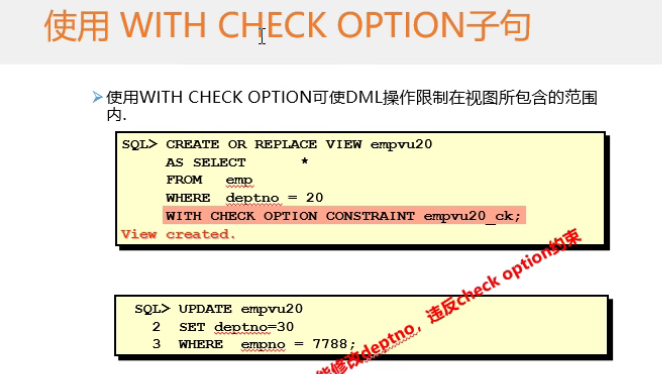 使用 WITH CHECK OPTION子句
➢使用WITH CHECK OPTION可使DML操作限制在视图所包含的范围
内.
SQL> CREATE OR REPLACE VIEW empvu20
AS SELECT *
FROM emp
WHERE deptno = 20
WITH CHECK OPTION CONSTRAINT empvu20_ck;
View created.
SQL> UPDATE empvu20
2 SET deptno=30
3 WHERE empno = 7788;
能修改deptno，违反check option约束